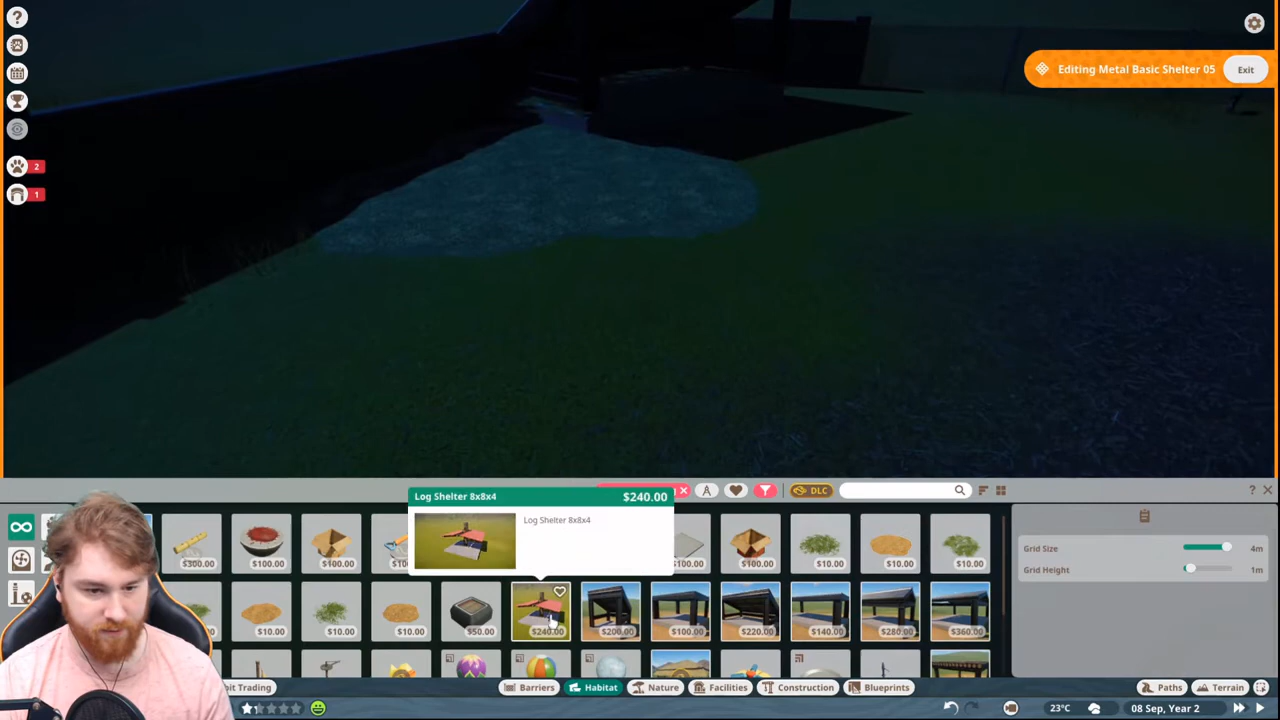 Editing Metal Basic Shelter 05
Exit
2
1
Log Shelter 8x8x4
$240.00
Log Shelter 8x8x4
DLC
$300.00
$100.00
$100.00
$100.00
$10.00
$10.00
$10.00
$10.00
$10.00
$10.00
$50.00
$240.00
$200.00
$100.00
$220.00
$140.00
$280.00
$360.00
Grid Size
4m
Grid Height
1m
Trading
Barriers
Habitat
Nature
Facilities
Construction
Blueprints
Paths
Terrain
23°C
08 Sep, Year 2